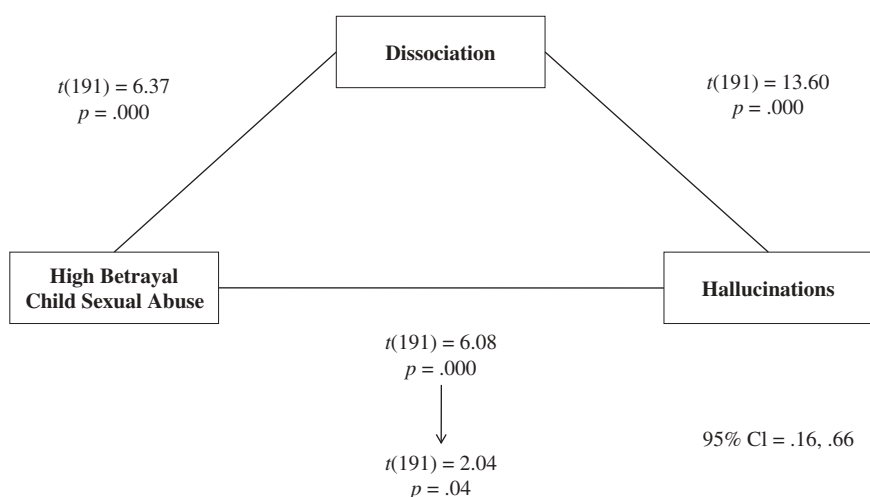 Dissociation
t(191) = 6.37
p = .000
t(191) = 13.60
p = .000
High Betrayal
Child Sexual Abuse
Hallucinations
t(191) = 6.08
p = .000
95% Cl = .16, .66
t(191) = 2.04
p = .04